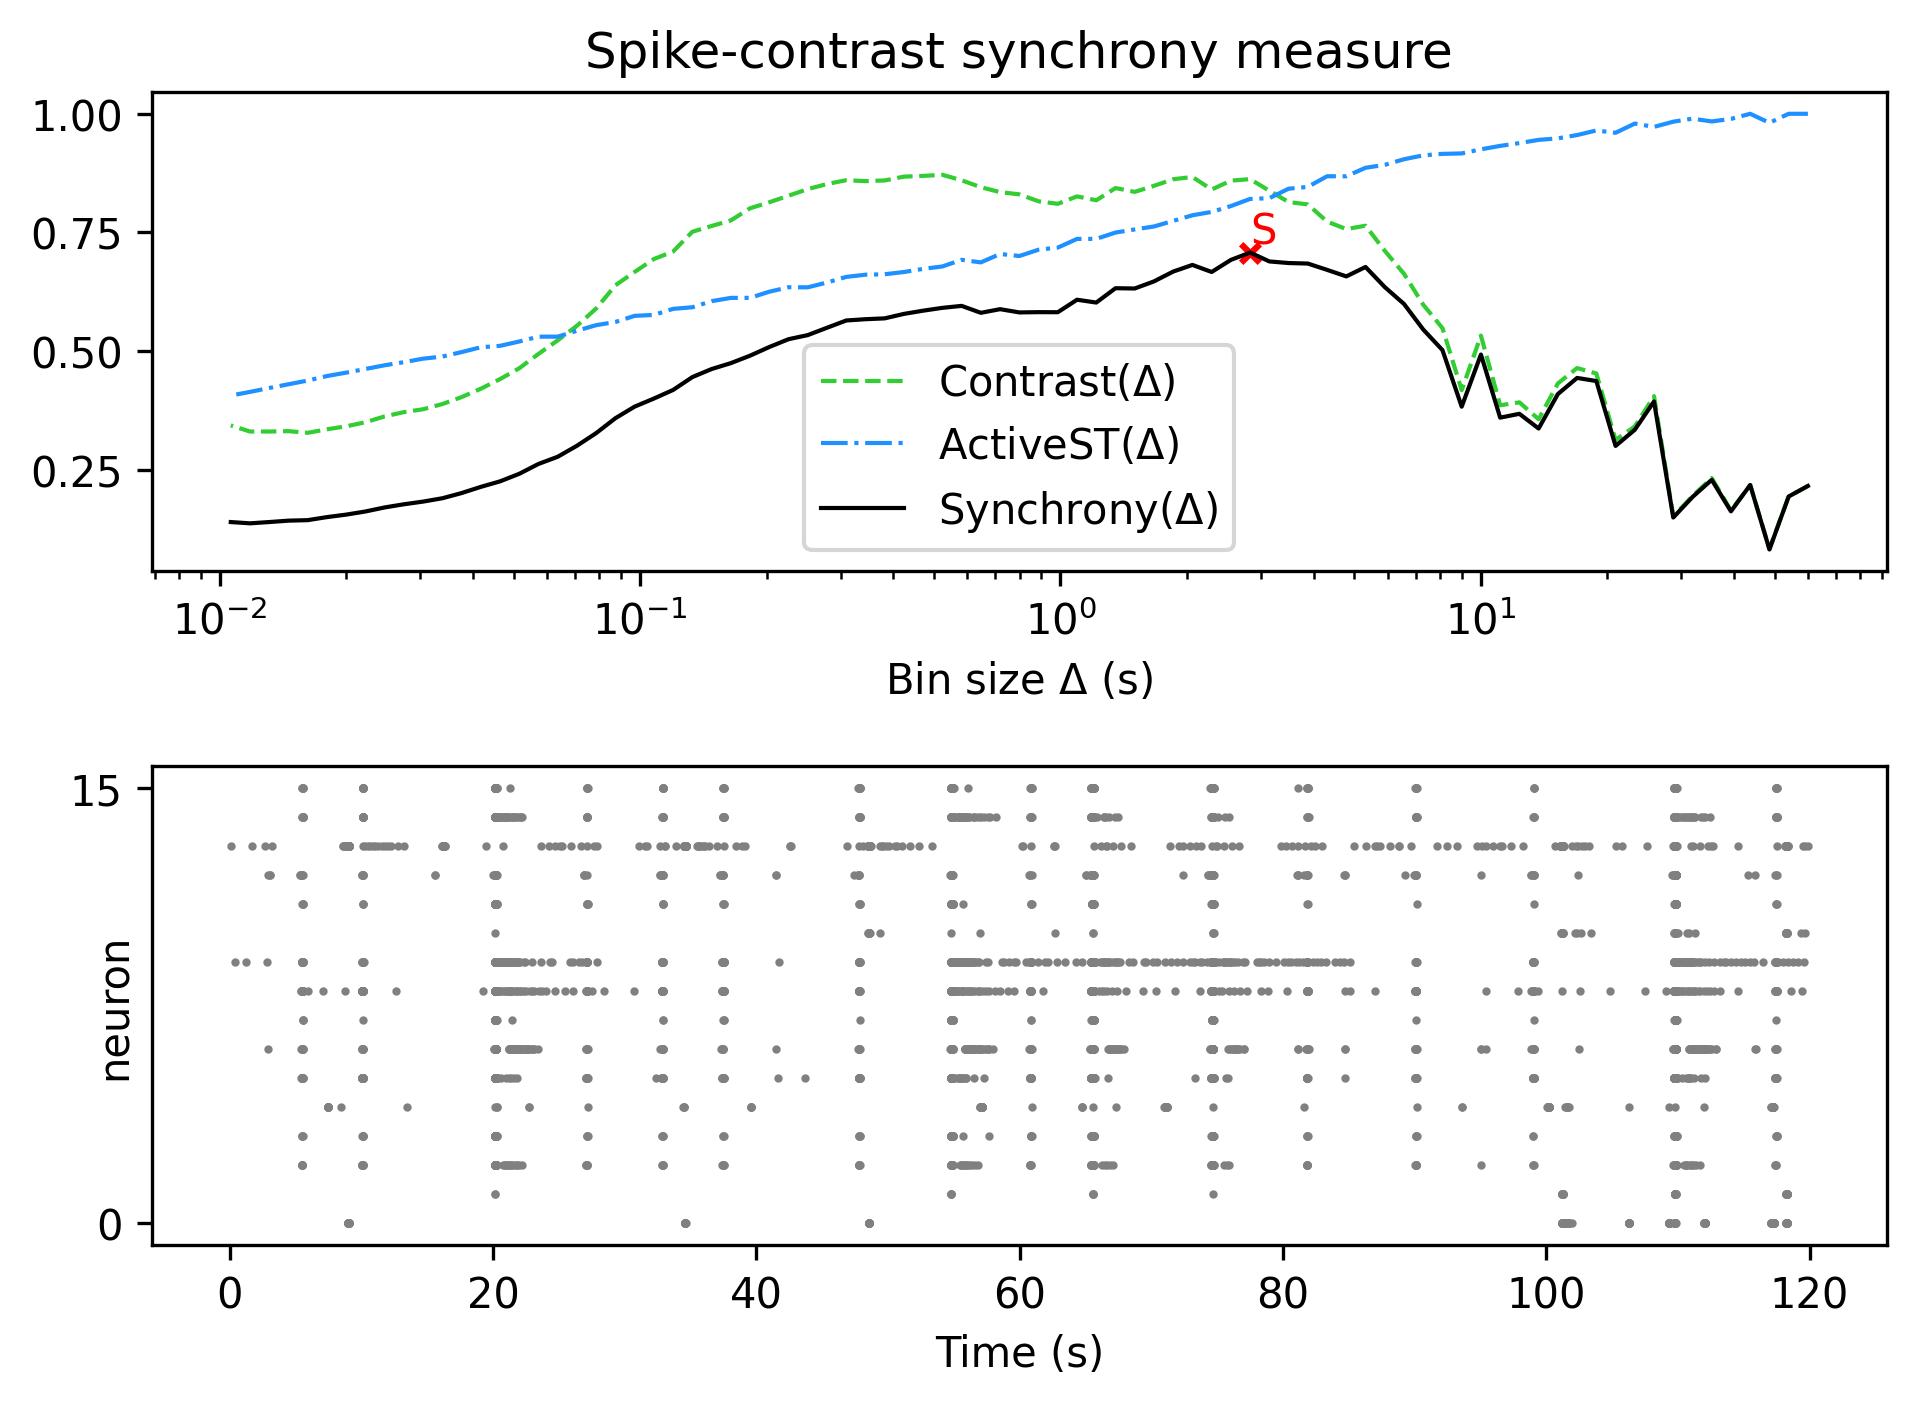 Spike-contrast synchrony measure
1.00
0.75
0.50
0.25
S
Contrast(Δ)
ActiveST(Δ)
Synchrony(Δ)
10⁻² 10⁻¹ 10⁰ 10¹
Bin size Δ (s)
15
neuron
0
0 20 40 60 80 100 120
Time (s)